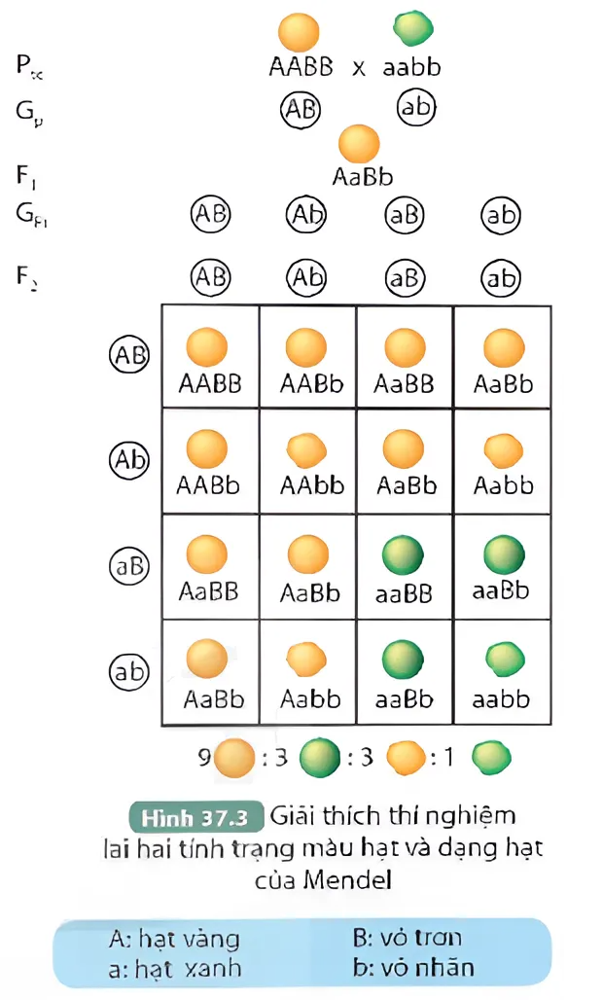 Ptc AABB x aabb
Gp AB ab
F1 AaBb
GF1 AB Ab aB ab
F2 AB Ab aB ab
AB AABB AABb AaBB AaBb
Ab AABb AAbb AaBb Aabb
aB AaBB AaBb aaBB aaBb
ab AaBb Aabb aaBb aabb
9 : 3 : 3 : 1
Hình 37.3 Giải thích thí nghiệm
lai hai tính trạng màu hạt và dạng hạt
của Mendel
A: hạt vàng B: vỏ trơn
a: hạt xanh b: vỏ nhăn